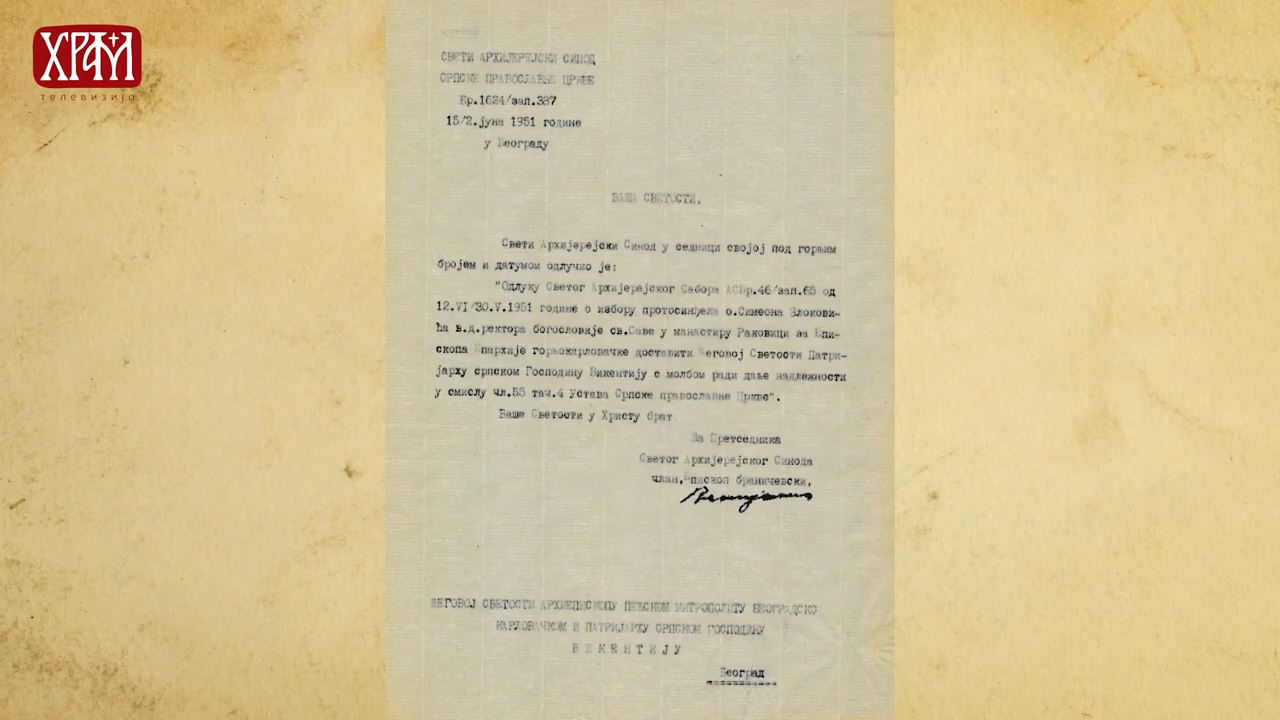 ХРАМ
телевизија
СВЕТИ АРХИЈЕРЕЈСКИ СИНОД
СРПСКЕ ПРАВОСЛАВНЕ ЦРКВЕ
Бр.1624/зап.387
15/2.јуна 1951 године
у Београду
ВАША СВЕТОСТИ,
Свети Архијерејски Синод у седници својој под горњим
бројем и датумом одлучио је:
"Одлуку Светог Архијерејског Сабора АСБр.46/зап.65 од
12.VI/30.V.1951 године о избору протосинђела о.Симеона Злокови-
ћа в.д.ректора богословије св.Саве у манастиру Раковици за Епи-
скопа Епархије горњокарловачке доставити Његовој Светости Патри-
јарху српском Господину Викентију с молбом ради даље надлежности
у смислу чл.55 тач.4 Устава Српске православне Цркве".
Ваше Светости у Христу брат
За Претседника
Светог Архијерејског Синода
члан,Епископ браничевски,
ЊЕГОВОЈ СВЕТОСТИ АРХИЕПИСКОПУ ПЕЋСКОМ МИТРОПОЛИТУ БЕОГРАДСКО
КАРЛОВАЧКОМ И ПАТРИЈАРХУ СРПСКОМ ГОСПОДИНУ
ВИКЕНТИЈУ
Београд